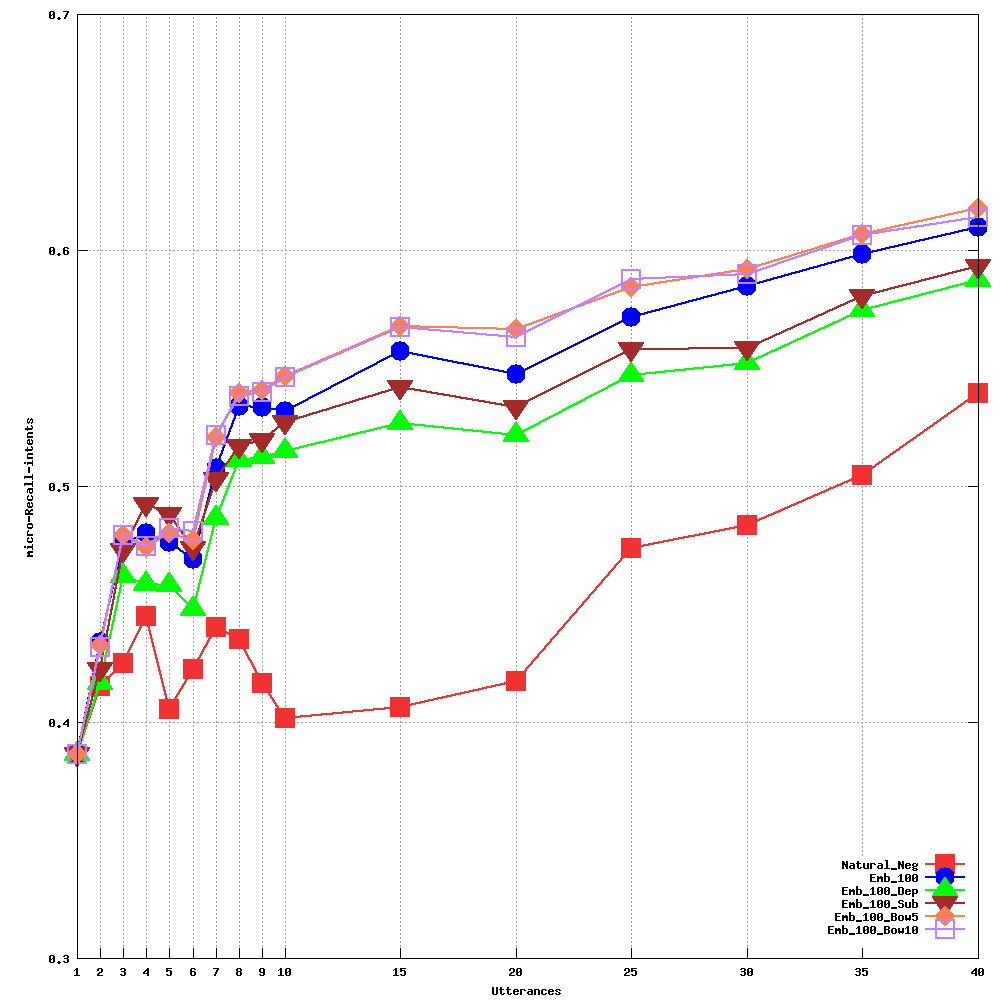 0.7
0.6
0.5
0.4
0.3
micro-Recall-intents
Natural_Neg
Emb_100
Emb_100_Dep
Emb_100_Sub
Emb_100_Bow5
Emb_100_Bow10
1 2 3 4 5 6 7 8 9 10 15 20 25 30 35 40
Utterances